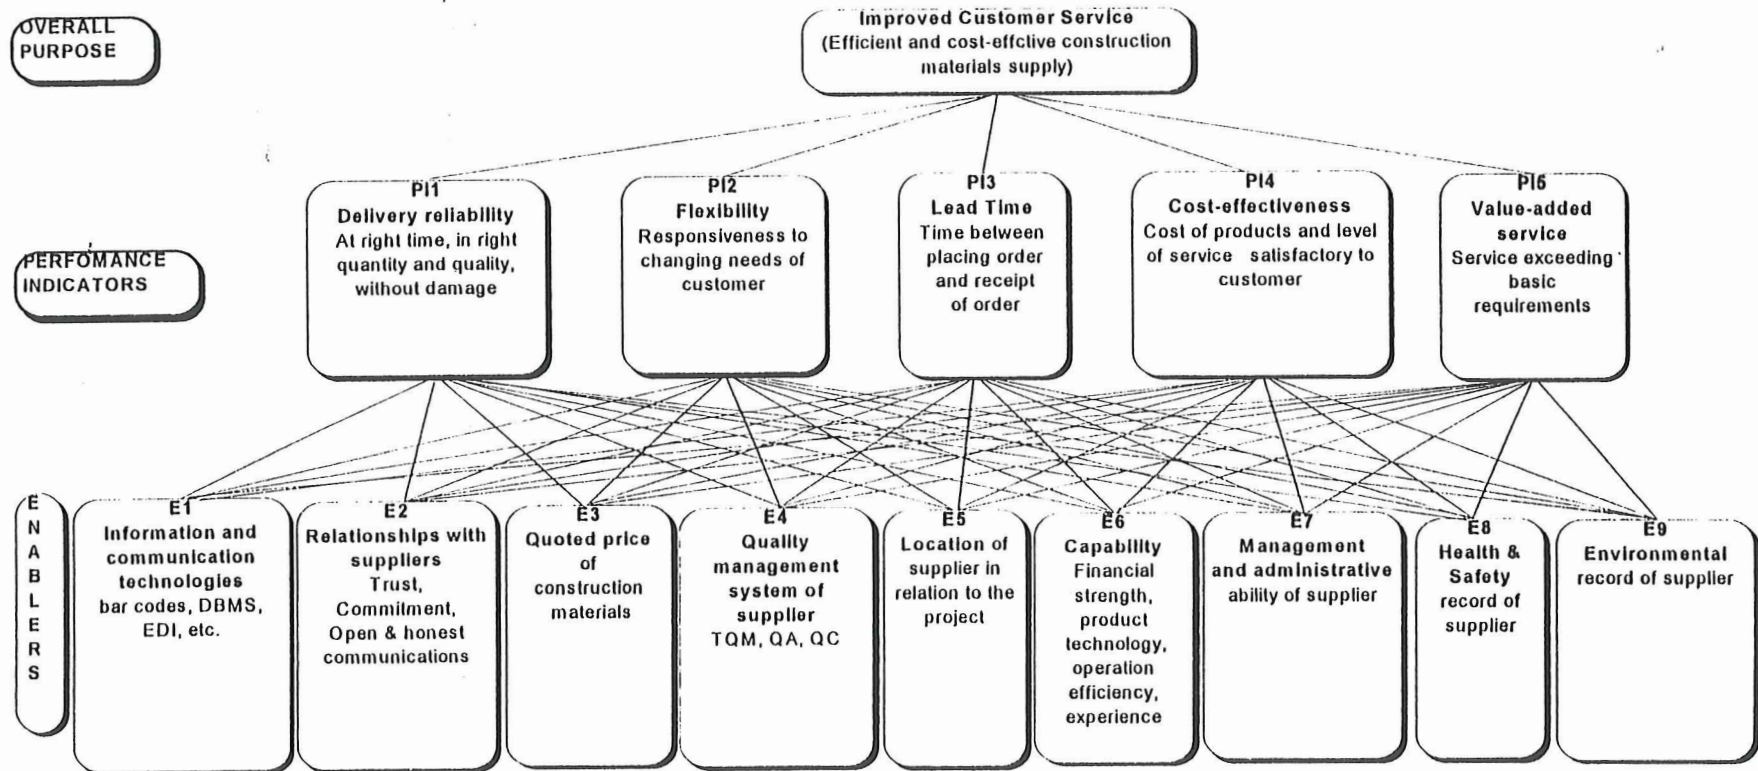 OVERALL
PURPOSE
Improved Customer Service
(Efficient and cost-effctive construction
materials supply)
PERFOMANCE
INDICATORS
PI1
Delivery reliability
At right time, in right
quantity and quality,
without damage
PI2
Flexibility
Responsiveness to
changing needs of
customer
PI3
Lead Time
Time between
placing order
and receipt
of order
PI4
Cost-effectiveness
Cost of products and level
of service satisfactory to
customer
PI5
Value-added
service
Service exceeding
basic
requirements
E
N
A
B
L
E
R
S
E1
Information and
communication
technologies
bar codes, DBMS,
EDI, etc.
E2
Relationships with
suppliers
Trust,
Commitment,
Open & honest
communications
E3
Quoted price
of
construction
materials
E4
Quality
management
system of
supplier
TQM, QA, QC
E5
Location of
supplier in
relation to the
project
E6
Capability
Financial
strength,
product
technology,
operation
efficiency,
experience
E7
Management
and administrative
ability of supplier
E8
Health &
Safety
record of
supplier
E9
Environmental
record of supplier